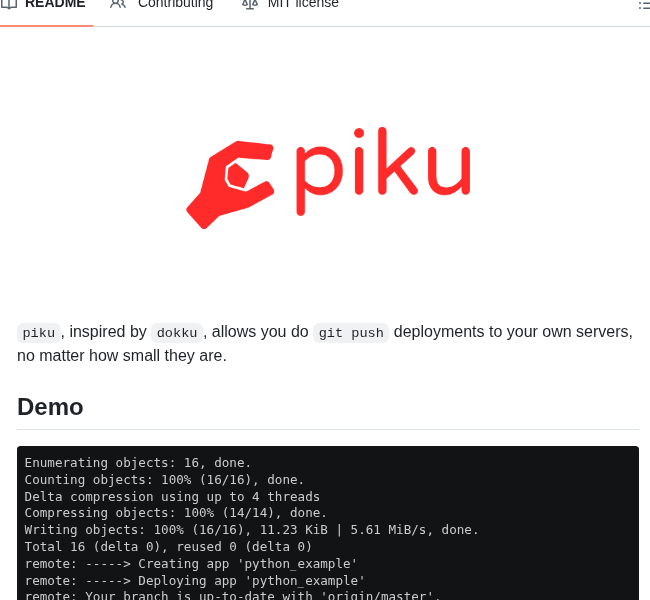 README Contributing MIT license
piku
piku, inspired by dokku, allows you do git push deployments to your own servers,
no matter how small they are.
Demo
Enumerating objects: 16, done.
Counting objects: 100% (16/16), done.
Delta compression using up to 4 threads
Compressing objects: 100% (14/14), done.
Writing objects: 100% (16/16), 11.23 KiB | 5.61 MiB/s, done.
Total 16 (delta 0), reused 0 (delta 0)
remote: -----> Creating app 'python_example'
remote: -----> Deploying app 'python_example'
remote: Your branch is up-to-date with 'origin/master'.